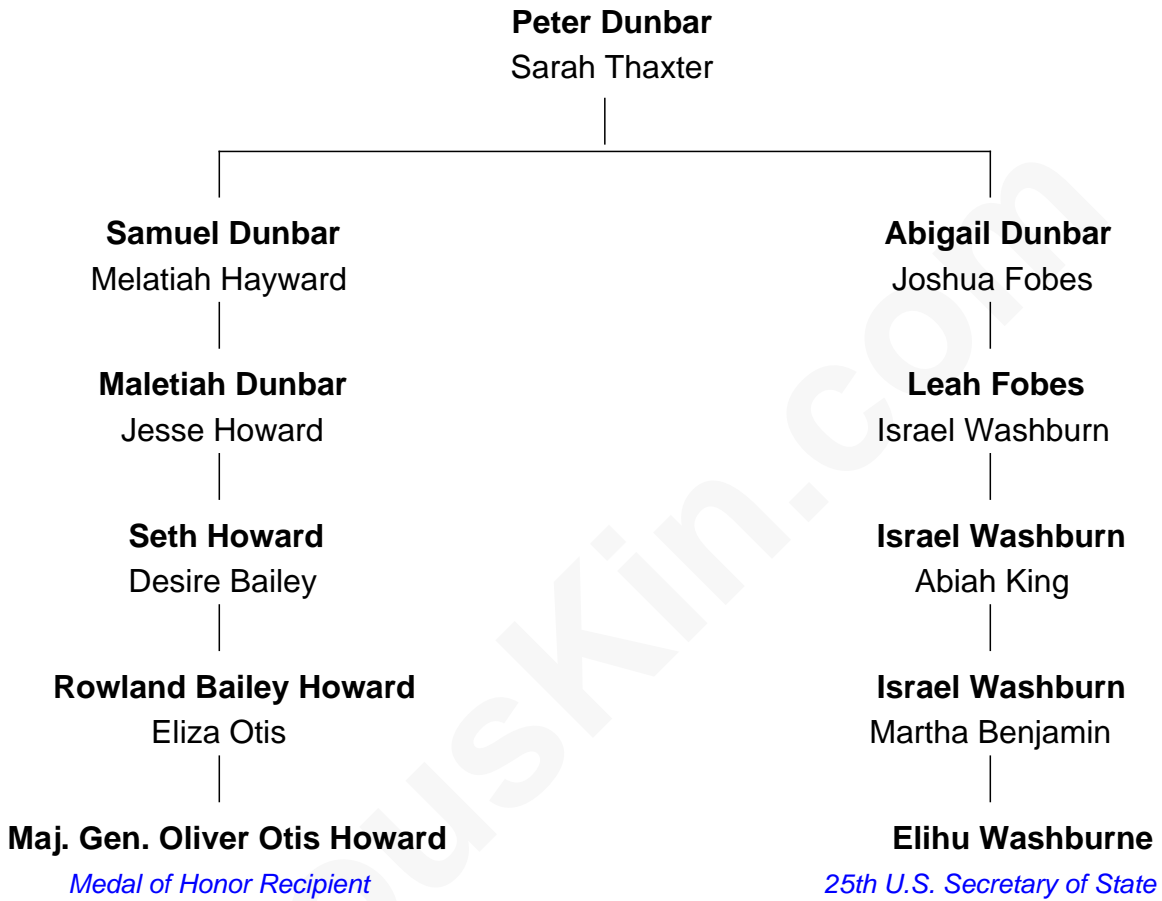 Peter Dunbar
Sarah Thaxter
Samuel Dunbar
Melatiah Hayward
Abigail Dunbar
Joshua Fobes
Maletiah Dunbar
Jesse Howard
Leah Fobes
Israel Washburn
Seth Howard
Desire Bailey
Israel Washburn
Abiah King
Rowland Bailey Howard
Eliza Otis
Israel Washburn
Martha Benjamin
Maj. Gen. Oliver Otis Howard
Medal of Honor Recipient
Elihu Washburne
25th U.S. Secretary of State
ousKin.com